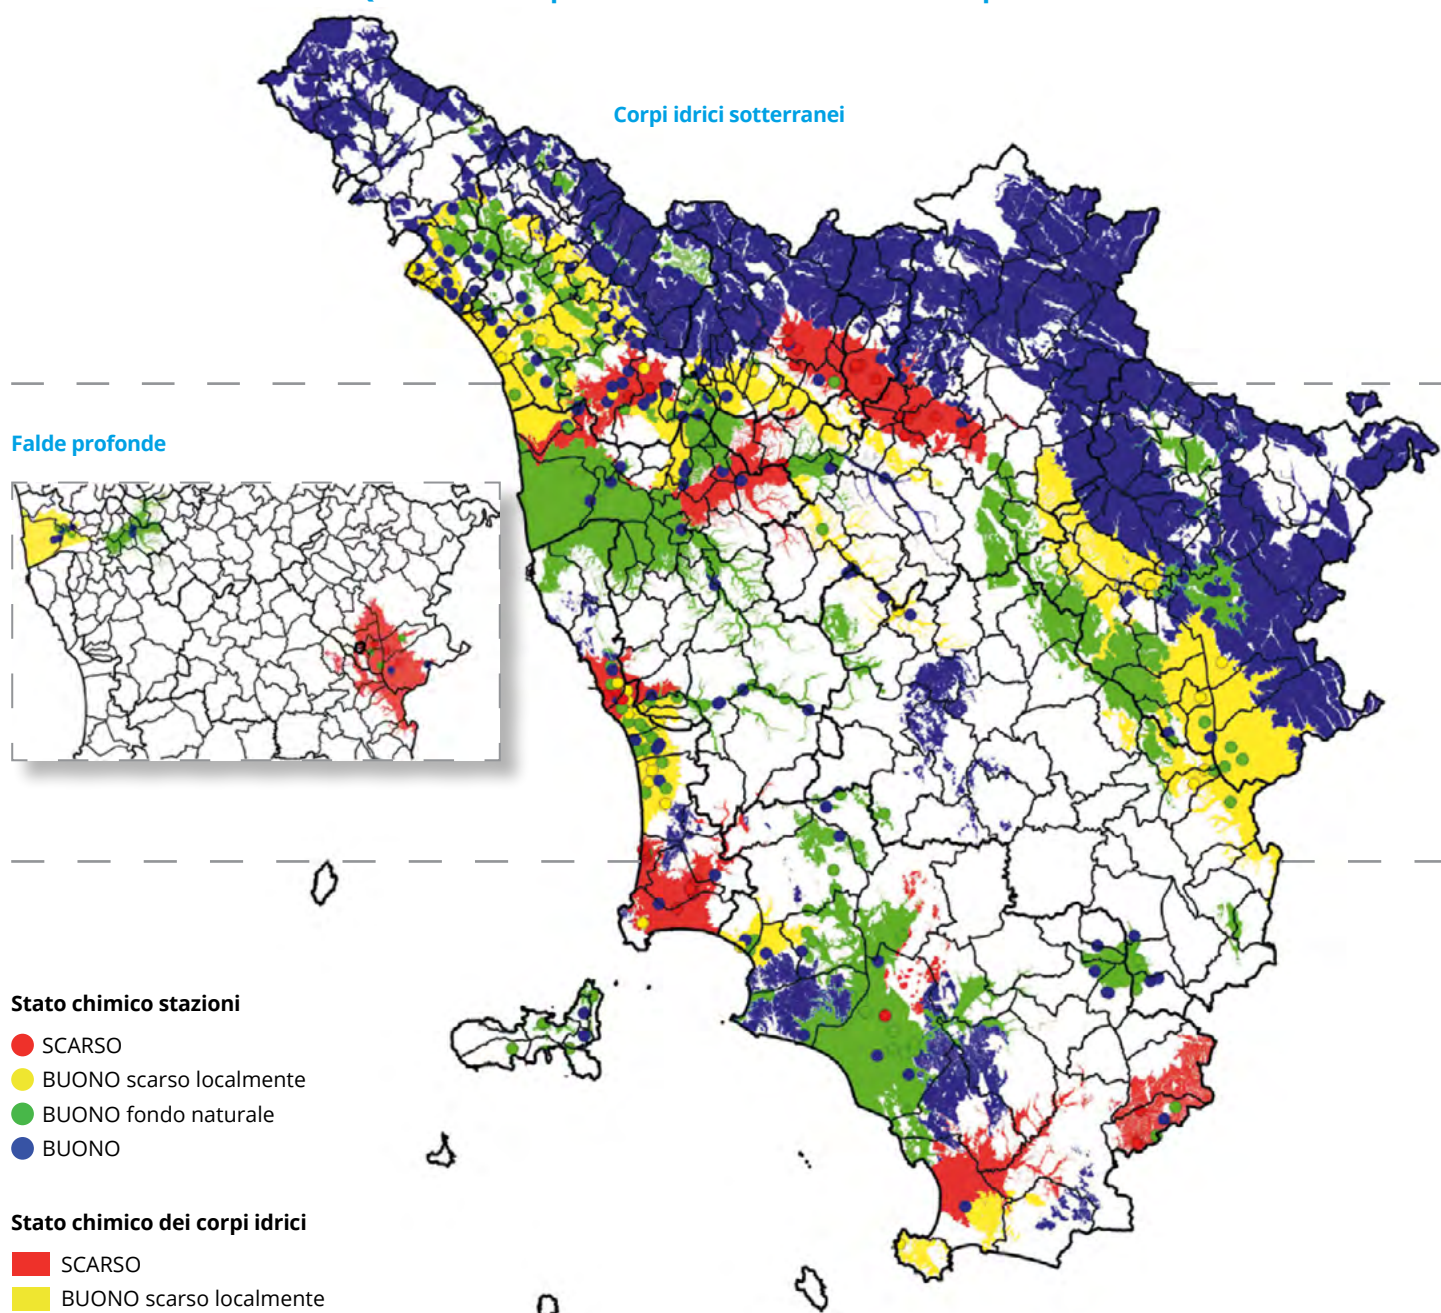 Corpi idrici sotterranei
Falde profonde
Stato chimico stazioni
SCARSO
BUONO scarso localmente
BUONO fondo naturale
BUONO
Stato chimico dei corpi idrici
SCARSO
BUONO scarso localmente